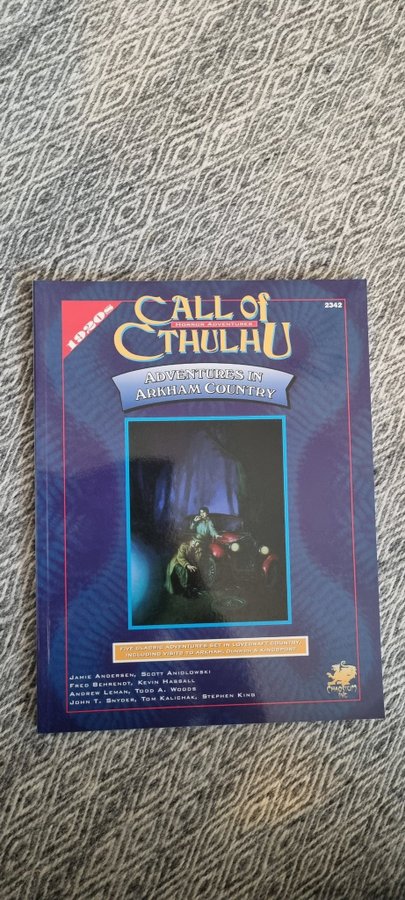 1920s
CALL of
HORROR ADVENTURES
CTHULHU
2342
ADVENTURES IN
ARKHAM COUNTRY
FIVE CLASSIC ADVENTURES SET IN LOVECRAFT COUNTRY,
INCLUDING VISITS TO ARKHAM, DUNWICH & KINGSPORT
JAMIE ANDERSEN, SCOTT ANIOLOWSKI
FRED BEHRENDT, KEVIN HASSALL
ANDREW LEMAN, TODD A. WOODS
JOHN T. SNYDER, TOM KALICHAK, STEPHEN KING
CHAOSIUM
INC.